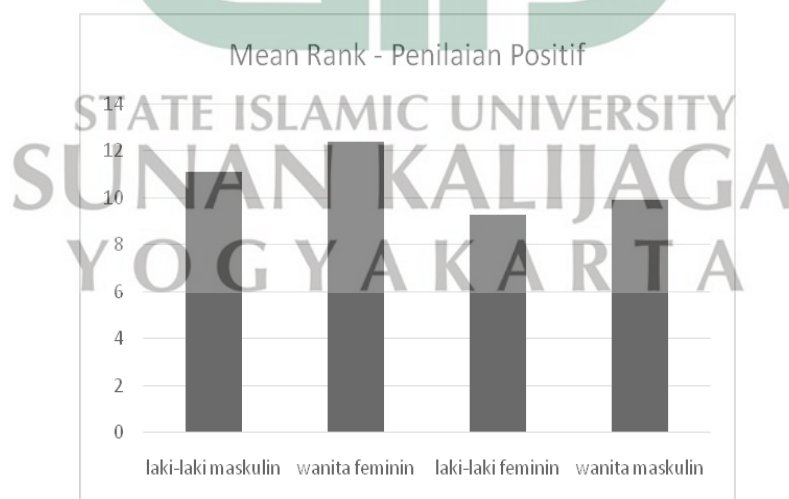 Mean Rank - Penilaian Positif
STATE ISLAMIC UNIVERSITY
SUNAN KALIJAGA
YOGYAKARTA
14
12
10
8
6
4
2
0
laki-laki maskulin wanita feminin laki-laki feminin wanita maskulin